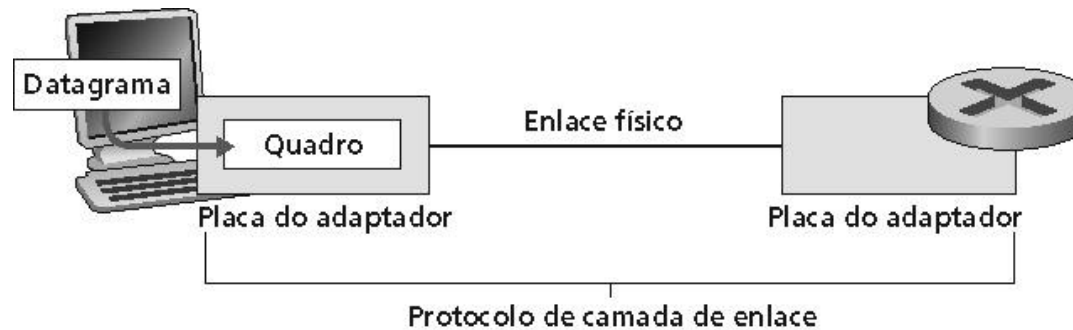 Datagrama
Quadro
Enlace físico
Placa do adaptador
Placa do adaptador
Protocolo de camada de enlace